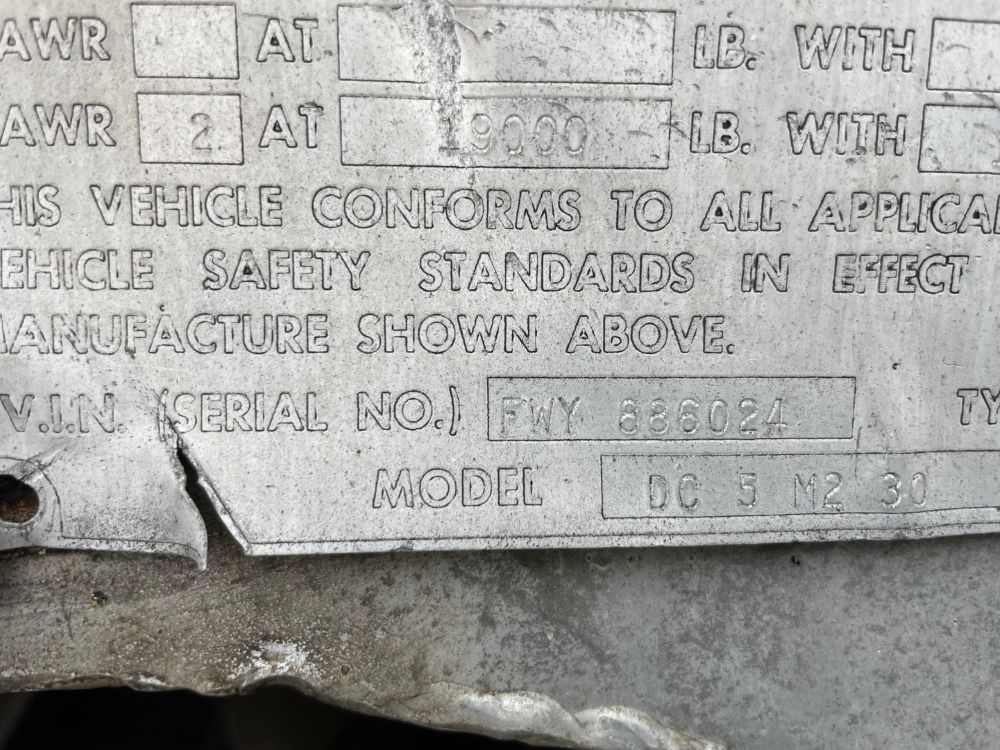 AWR AT LB. WITH
AWR 2 AT 19000 LB. WITH
HIS VEHICLE CONFORMS TO ALL APPLICA
EHICLE SAFETY STANDARDS IN EFFECT
MANUFACTURE SHOWN ABOVE.
V.I.N. (SERIAL NO.) FWY 886024 TY
MODEL DC 5 M2 30